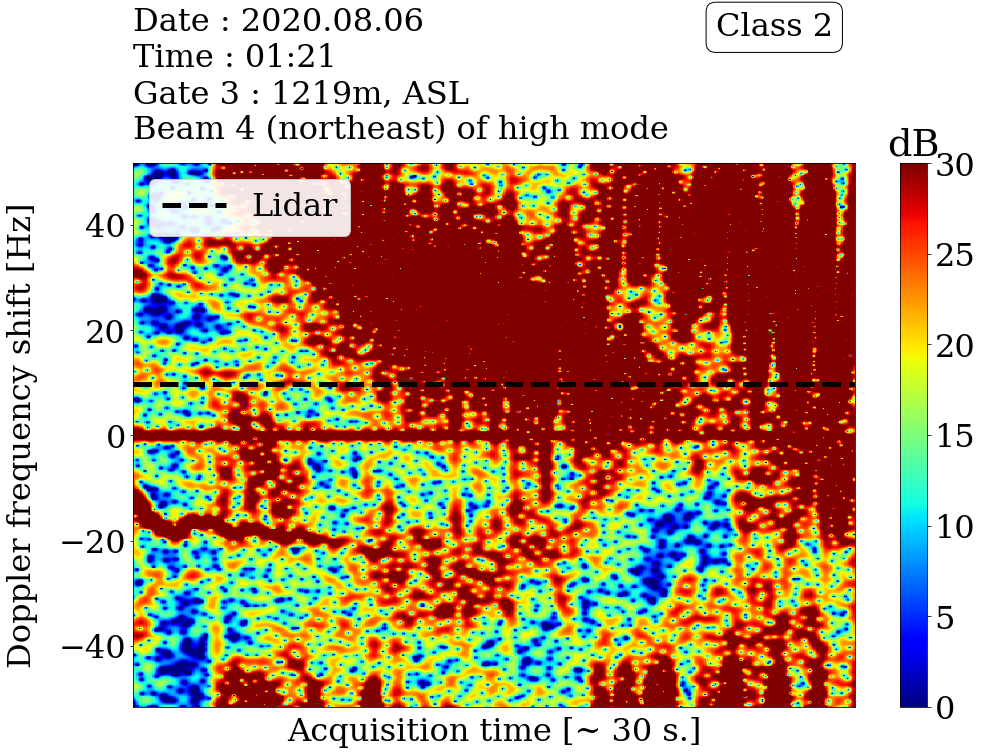 Date : 2020.08.06
Time : 01:21
Gate 3 : 1219m, ASL
Beam 4 (northeast) of high mode
Class 2
dB
Lidar
Doppler frequency shift [Hz]
40
20
0
−20
−40
30
25
20
15
10
5
0
Acquisition time [~ 30 s.]